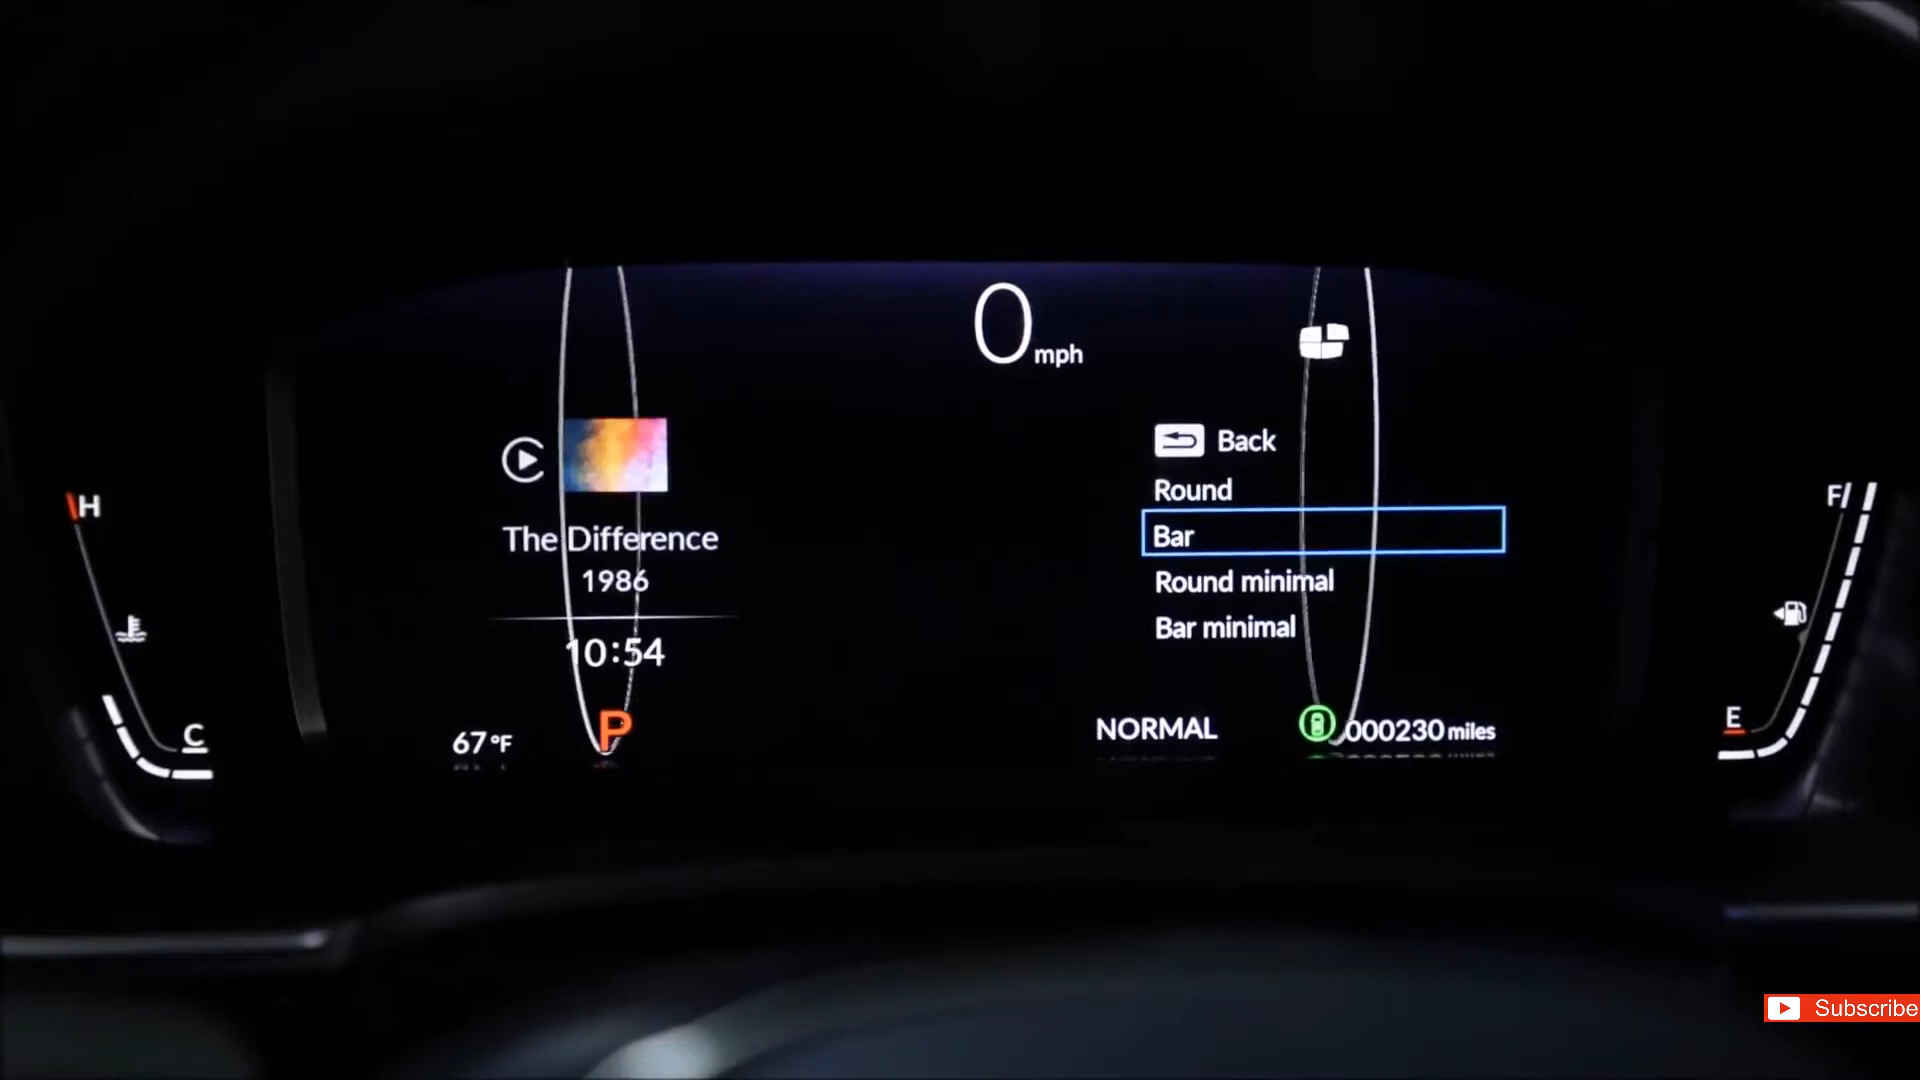 0 mph
Back
Round
Bar
Round minimal
Bar minimal
The Difference
1986
10:54
H
C
F
E
67 °F
P
NORMAL
000230 miles
Subscribe